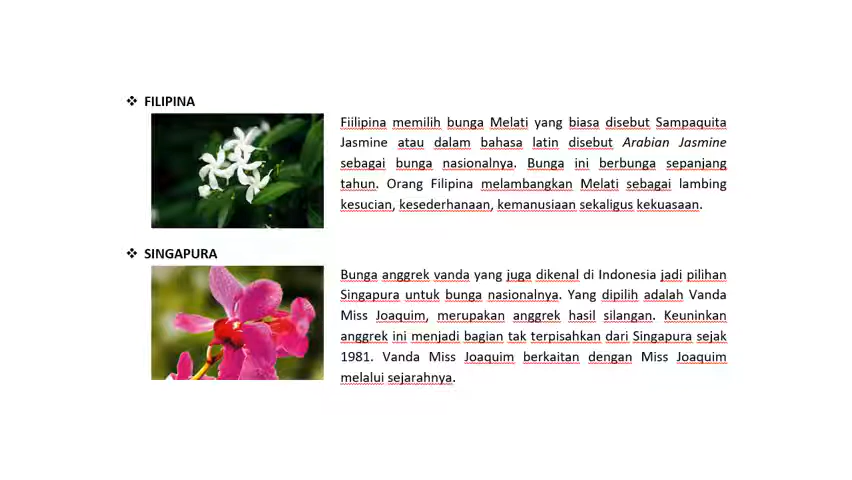 ❖ FILIPINA
Fiilipina memilih bunga Melati yang biasa disebut Sampaquita
Jasmine atau dalam bahasa latin disebut Arabian Jasmine
sebagai bunga nasionalnya. Bunga ini berbunga sepanjang
tahun. Orang Filipina melambangkan Melati sebagai lambing
kesucian, kesederhanaan, kemanusiaan sekaligus kekuasaan.
❖ SINGAPURA
Bunga anggrek vanda yang juga dikenal di Indonesia jadi pilihan
Singapura untuk bunga nasionalnya. Yang dipilih adalah Vanda
Miss Joaquim, merupakan anggrek hasil silangan. Keuninkan
anggrek ini menjadi bagian tak terpisahkan dari Singapura sejak
1981. Vanda Miss Joaquim berkaitan dengan Miss Joaquim
melalui sejarahnya.